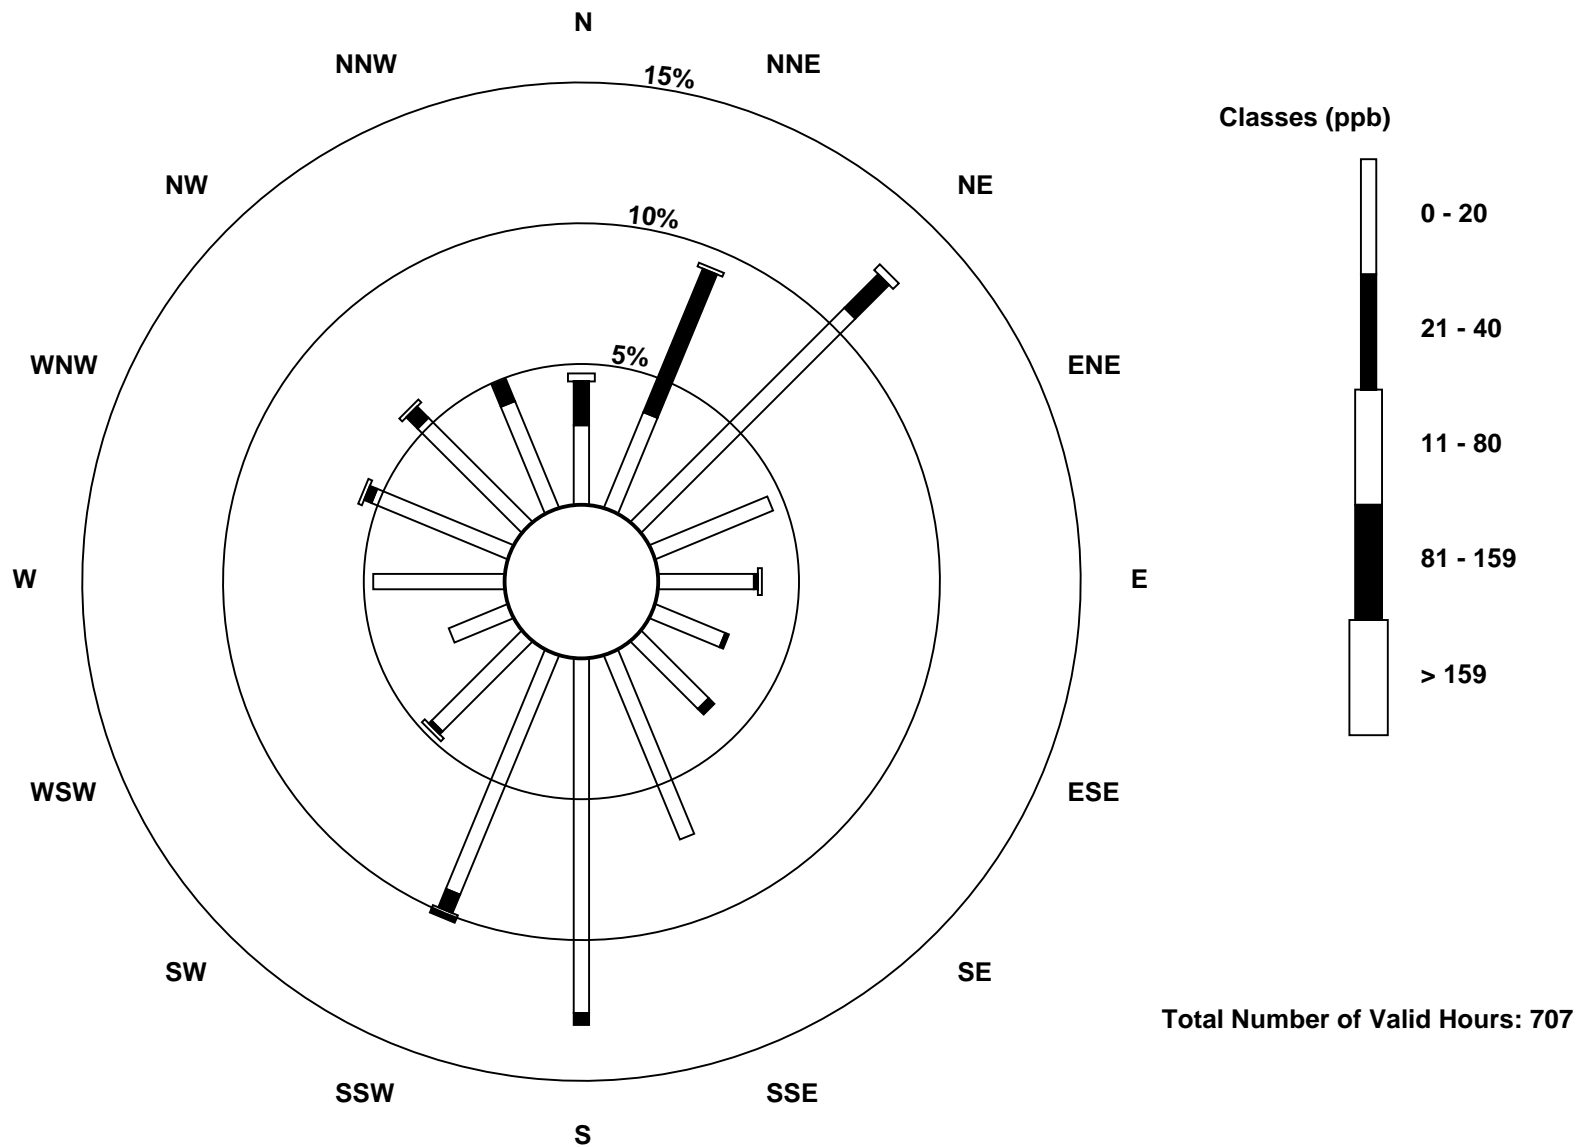 N
NNW
NNE
15%
Classes (ppb)
NW
NE
0 - 20
10%
21 - 40
5%
WNW
ENE
11 - 80
81 - 159
W
E
> 159
WSW
ESE
SW
SE
Total Number of Valid Hours: 707
SSW
SSE
S